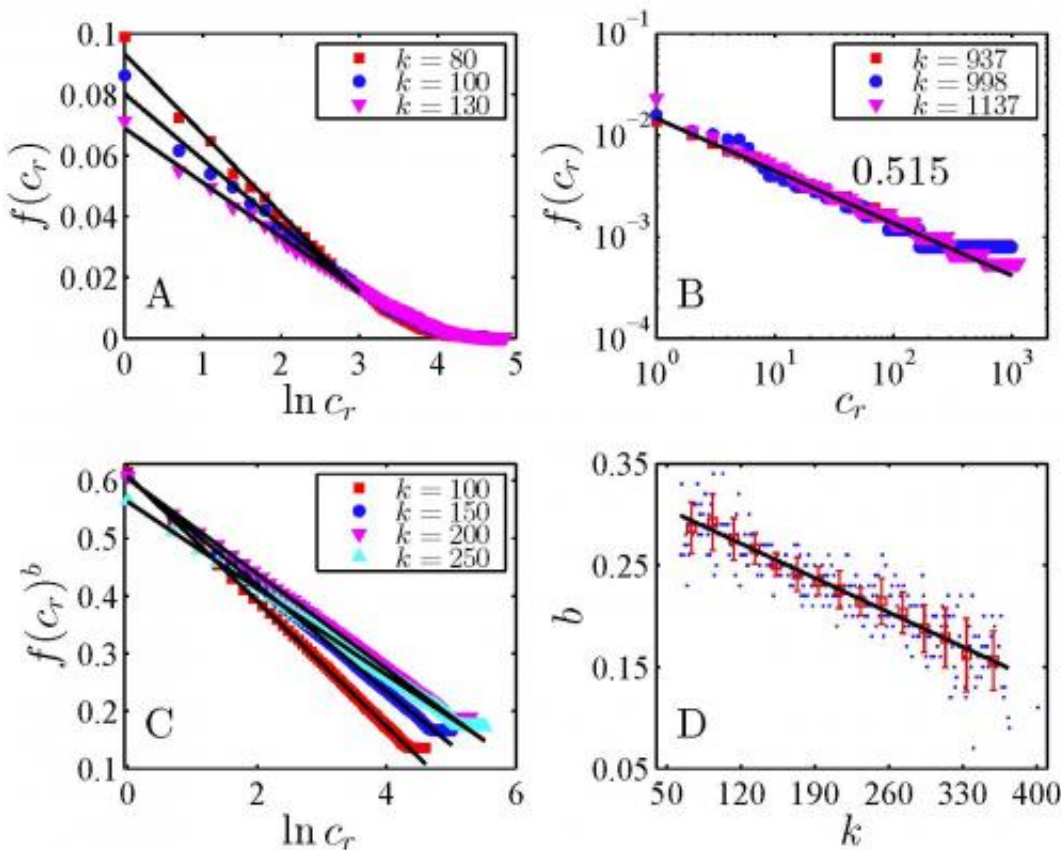 f(c_r)
0.1
0.08
0.06
0.04
0.02
0
k = 80
k = 100
k = 130
A
0 1 2 3 4 5
ln c_r
f(c_r)
10^-1
10^-2
10^-3
10^-4
k = 937
k = 998
k = 1137
0.515
B
10^0 10^1 10^2 10^3
c_r
f(c_r)^b
0.6
0.5
0.4
0.3
0.2
0.1
k = 100
k = 150
k = 200
k = 250
C
0 2 4 6
ln c_r
b
0.35
0.25
0.15
0.05
D
50 120 190 260 330 400
k